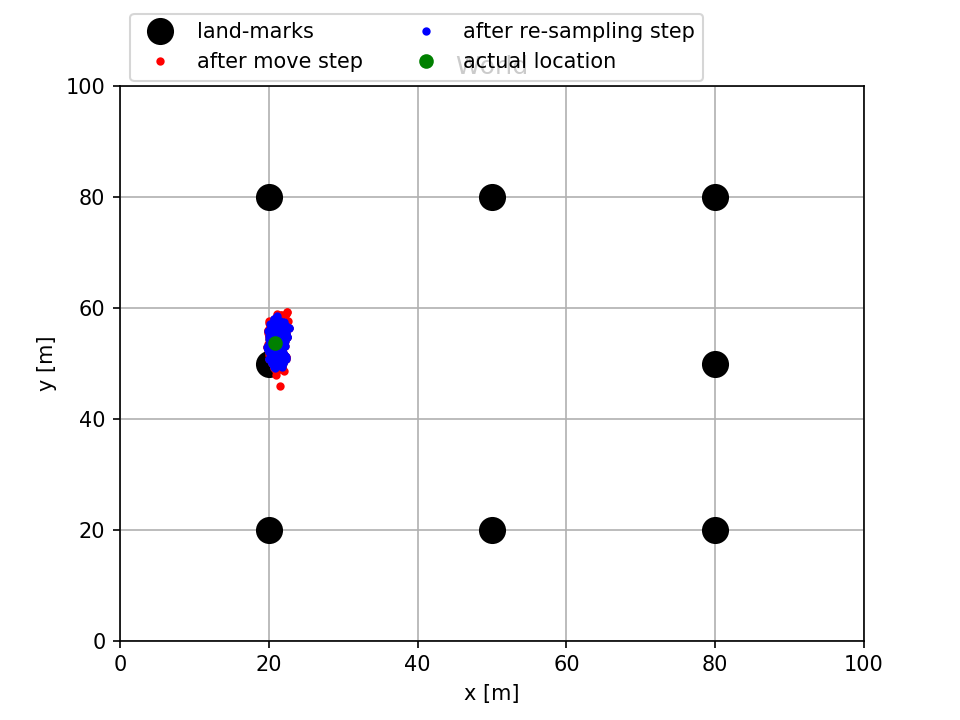 land-marks
after move step
after re-sampling step
actual location
World
100
80
60
40
20
0
y [m]
0 20 40 60 80 100
x [m]